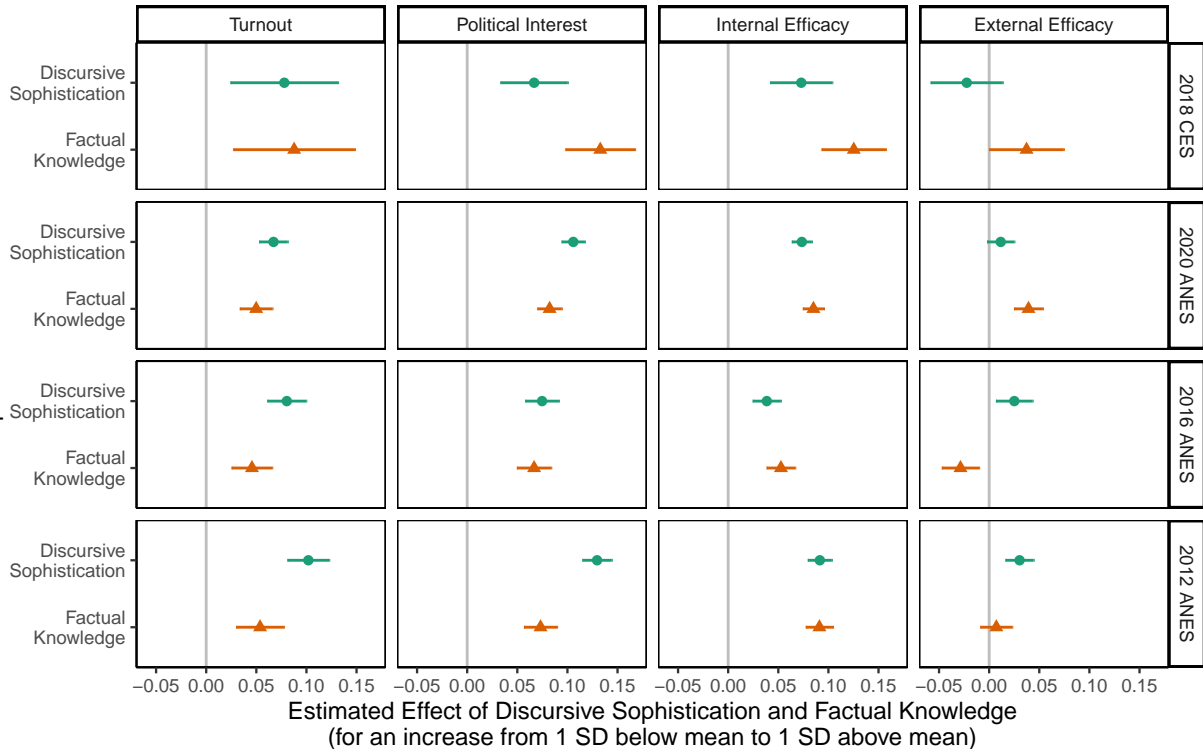 Turnout
Political Interest
Internal Efficacy
External Efficacy
Discursive
Sophistication
Factual
Knowledge
2018 CES
Discursive
Sophistication
Factual
Knowledge
2020 ANES
Discursive
Sophistication
Factual
Knowledge
2016 ANES
Discursive
Sophistication
Factual
Knowledge
2012 ANES
−0.05 0.00 0.05 0.10 0.15 −0.05 0.00 0.05 0.10 0.15 −0.05 0.00 0.05 0.10 0.15 −0.05 0.00 0.05 0.10 0.15
Estimated Effect of Discursive Sophistication and Factual Knowledge
(for an increase from 1 SD below mean to 1 SD above mean)